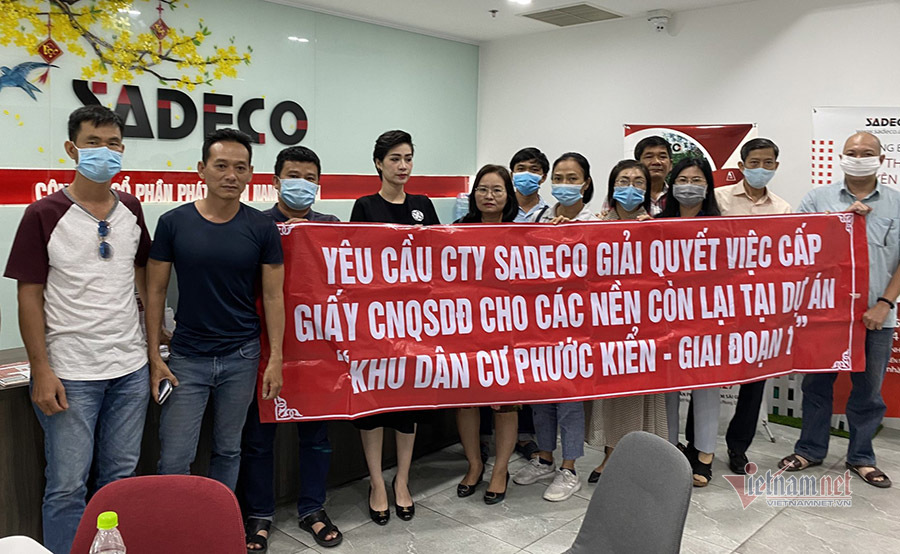 SADECO
YÊU CẦU CTY SADECO GIẢI QUYẾT VIỆC CẤP
GIẤY CNQSDĐ CHO CÁC NỀN CÒN LẠI TẠI DỰ ÁN
“KHU DÂN CƯ PHƯỚC KIỂN - GIAI ĐOẠN 1”
vietnamnet
VIETNAMNET.VN